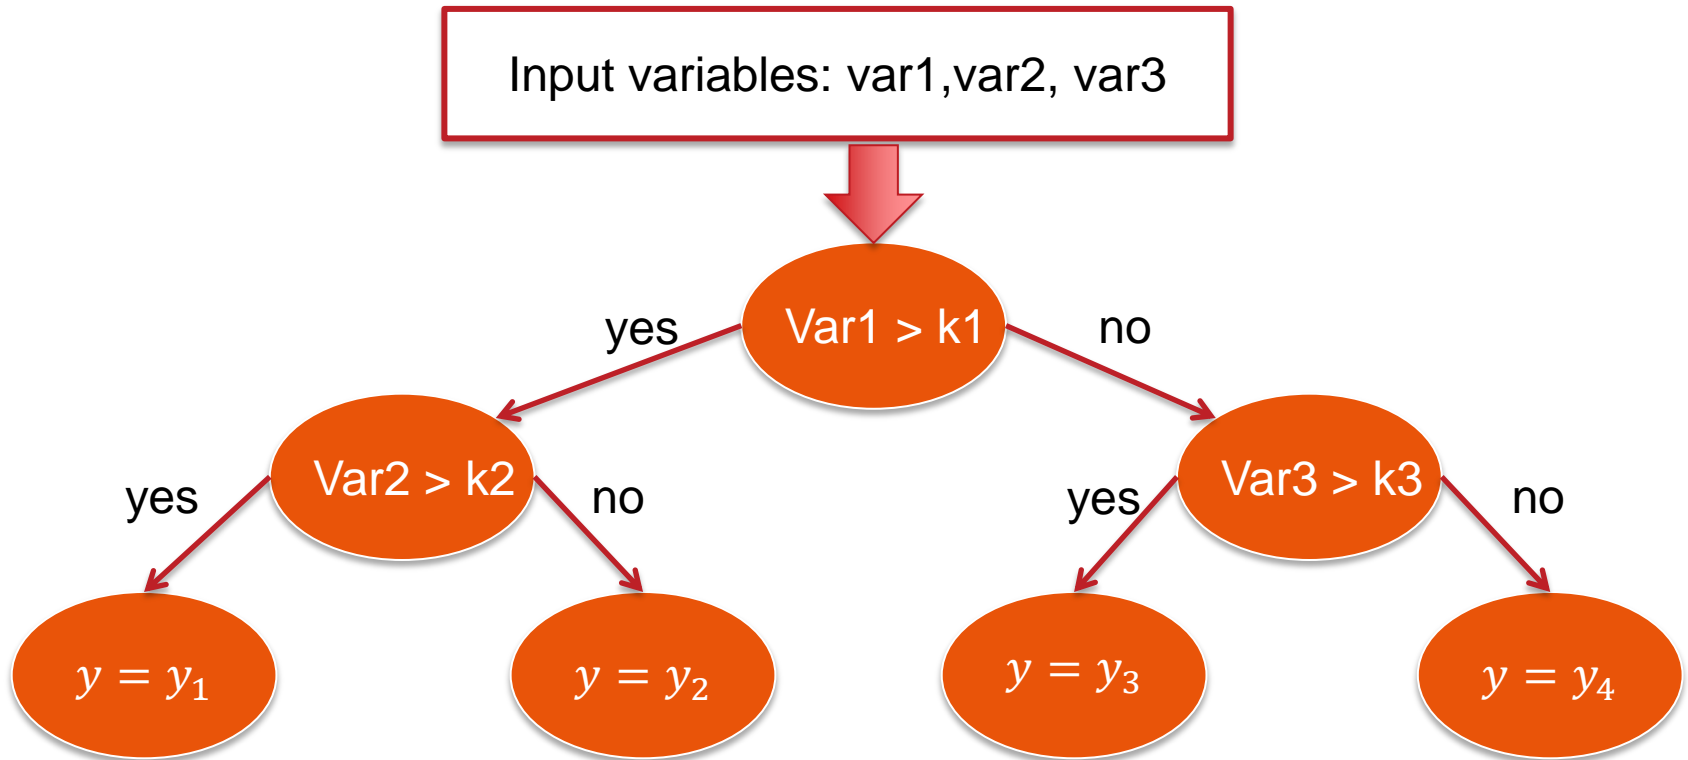 Input variables: var1,var2, var3
Var1 > k1
yes
no
Var2 > k2
Var3 > k3
yes
no
yes
no
y = y₁
y = y₂
y = y₃
y = y₄